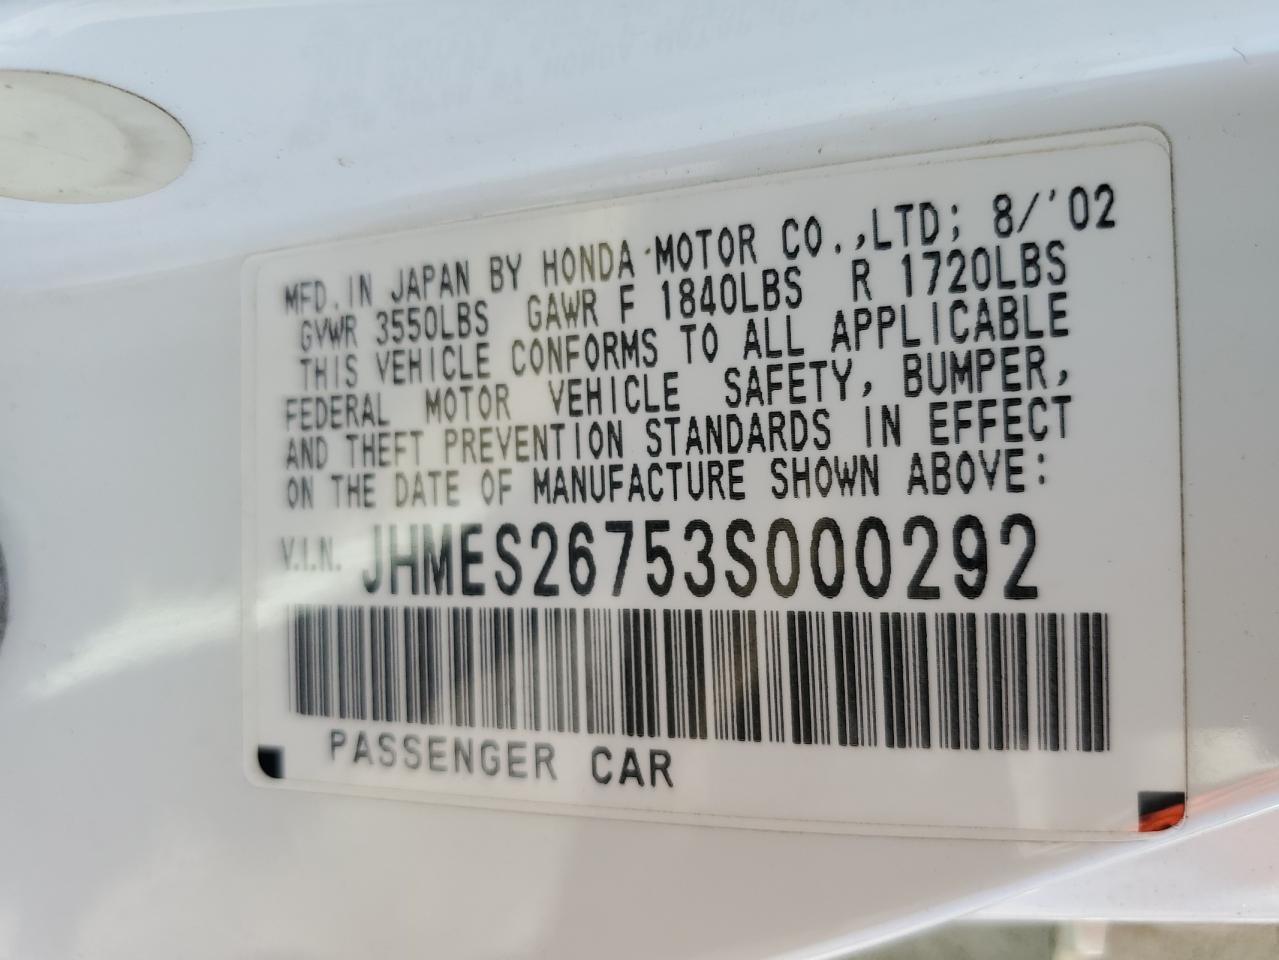 MFD. IN JAPAN BY HONDA MOTOR CO.,LTD; 8/'02
GVWR 3550LBS GAWR F 1840LBS R 1720LBS
THIS VEHICLE CONFORMS TO ALL APPLICABLE
FEDERAL MOTOR VEHICLE SAFETY, BUMPER,
AND THEFT PREVENTION STANDARDS IN EFFECT
ON THE DATE OF MANUFACTURE SHOWN ABOVE:
V.I.N. JHMES26753S000292
PASSENGER CAR